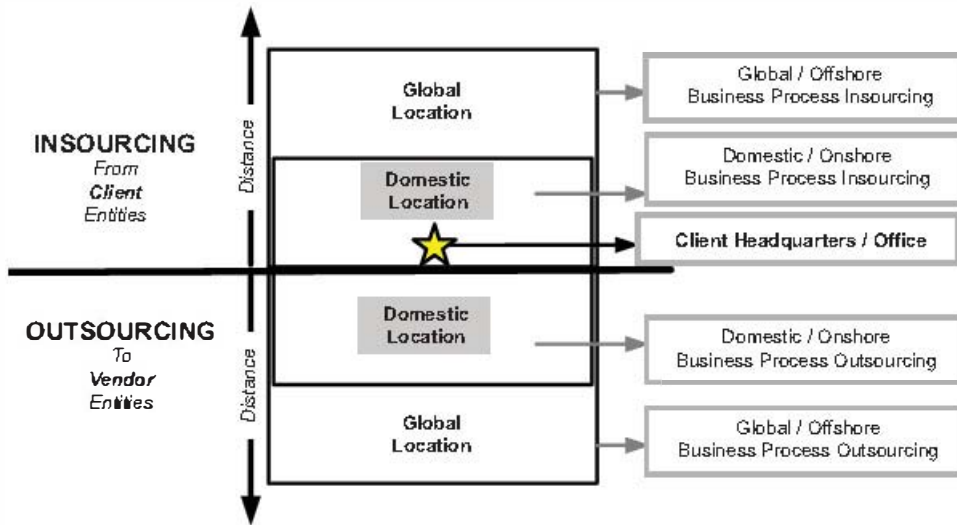 Global
Location
Global / Offshore
Business Process Insourcing
INSOURCING
From
Client
Entities
Distance
Domestic
Location
Domestic / Onshore
Business Process Insourcing
Client Headquarters / Office
OUTSOURCING
To
Vendor
Entities
Distance
Domestic
Location
Domestic / Onshore
Business Process Outsourcing
Global
Location
Global / Offshore
Business Process Outsourcing